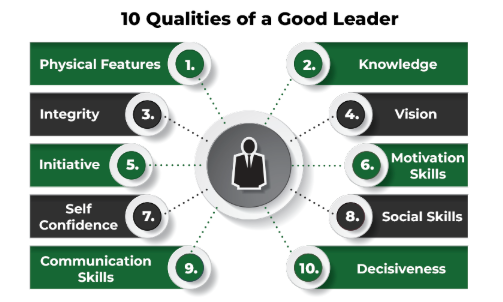 10 Qualities of a Good Leader
Physical Features 1.
2. Knowledge
Integrity 3.
4. Vision
Initiative 5.
6. Motivation
Skills
Self
Confidence 7.
8. Social Skills
Communication
Skills 9.
10. Decisiveness